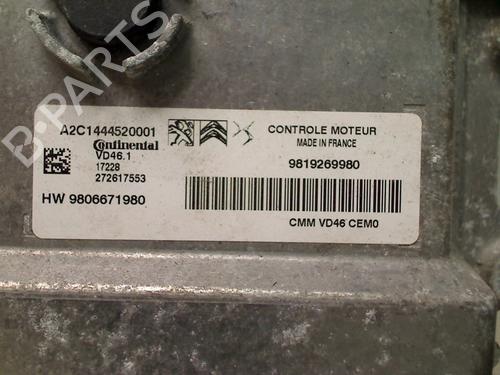 B-PARTS
A2C1444520001
Continental
VD46.1
17228
272617553
HW 9806671980
CONTROLE MOTEUR
MADE IN FRANCE
9819269980
CMM VD46 CEM0